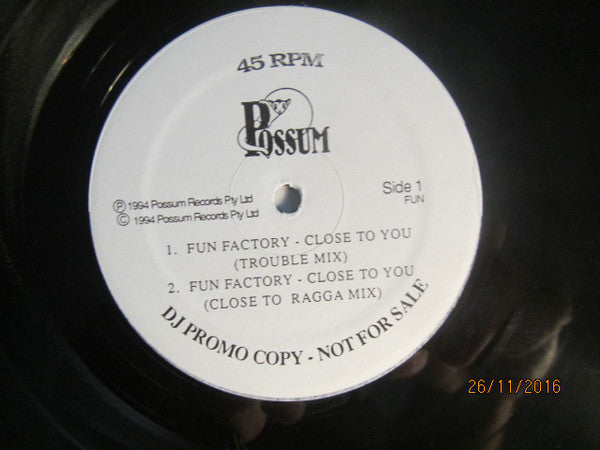 45 RPM
POSSUM
Ⓟ 1994 Possum Records Pty Ltd
© 1994 Possum Records Pty Ltd
Side 1
FUN
1. FUN FACTORY - CLOSE TO YOU
(TROUBLE MIX)
2. FUN FACTORY - CLOSE TO YOU
(CLOSE TO RAGGA MIX)
DJ PROMO COPY - NOT FOR SALE
26/11/2016